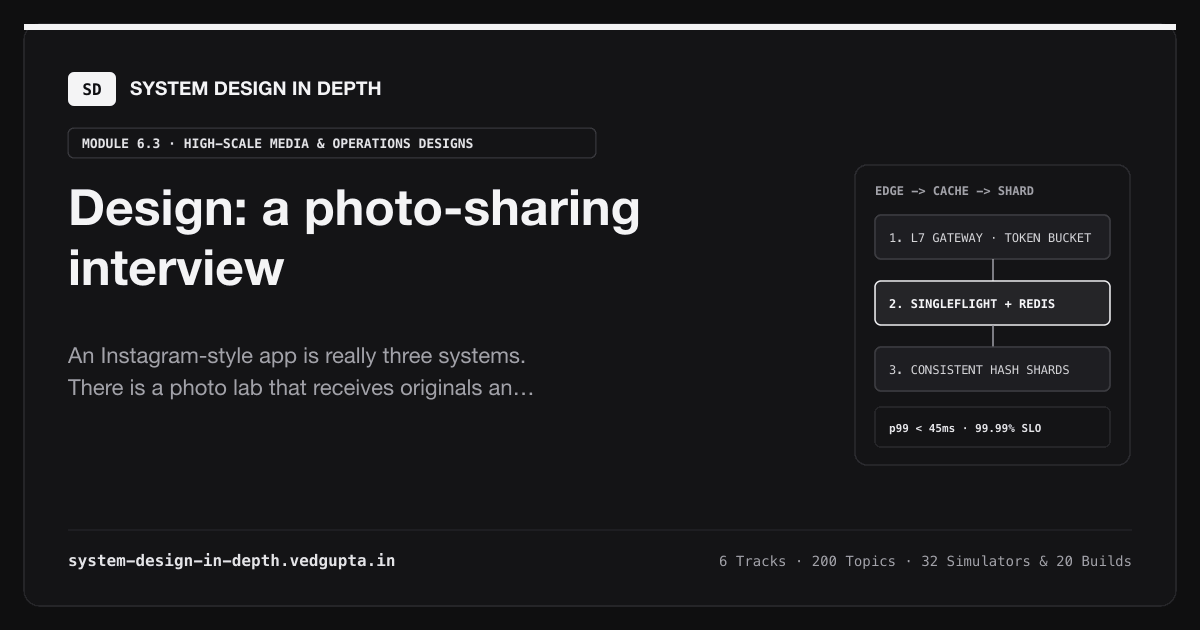 SD SYSTEM DESIGN IN DEPTH
MODULE 6.3 · HIGH-SCALE MEDIA & OPERATIONS DESIGNS
Design: a photo-sharing
interview
An Instagram-style app is really three systems.
There is a photo lab that receives originals an…
EDGE -> CACHE -> SHARD
1. L7 GATEWAY · TOKEN BUCKET
2. SINGLEFLIGHT + REDIS
3. CONSISTENT HASH SHARDS
p99 < 45ms · 99.99% SLO
system-design-in-depth.vedgupta.in
6 Tracks · 200 Topics · 32 Simulators & 20 Builds